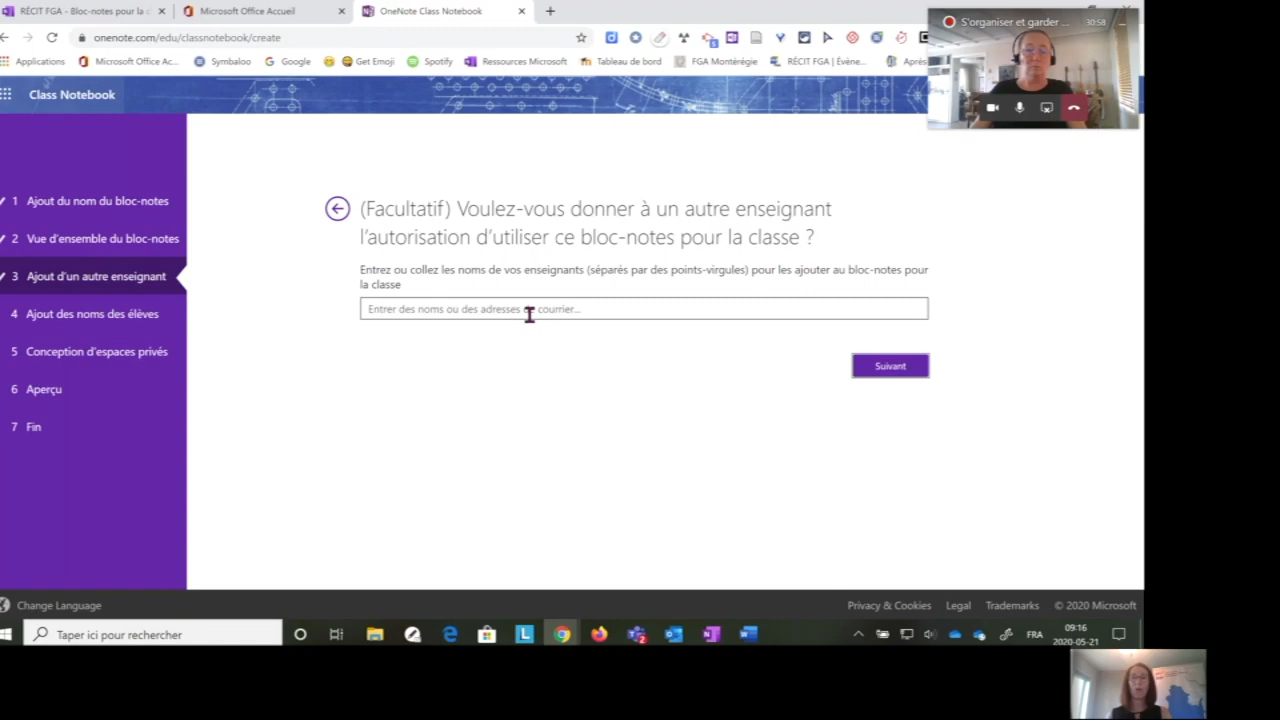 RÉCIT FGA - Bloc-notes pour la c
Microsoft Office Accueil
OneNote Class Notebook
onenote.com/edu/classnotebook/create
Applications
Microsoft Office Ac...
Symbaloo
Google
Get Emoji
Spotify
Ressources Microsoft
Tableau de bord
FGA Montérégie
RÉCIT FGA | Évène...
Après
S'organiser et garder ...
30:58
Class Notebook
1 Ajout du nom du bloc-notes
2 Vue d'ensemble du bloc-notes
3 Ajout d'un autre enseignant
4 Ajout des noms des élèves
5 Conception d'espaces privés
6 Aperçu
7 Fin
(Facultatif) Voulez-vous donner à un autre enseignant
l'autorisation d'utiliser ce bloc-notes pour la classe ?
Entrez ou collez les noms de vos enseignants (séparés par des points-virgules) pour les ajouter au bloc-notes pour
la classe
Entrer des noms ou des adresses de courrier...
Suivant
Change Language
Privacy & Cookies
Legal
Trademarks
© 2020 Microsoft
Taper ici pour rechercher
FRA
09:16
2020-05-21